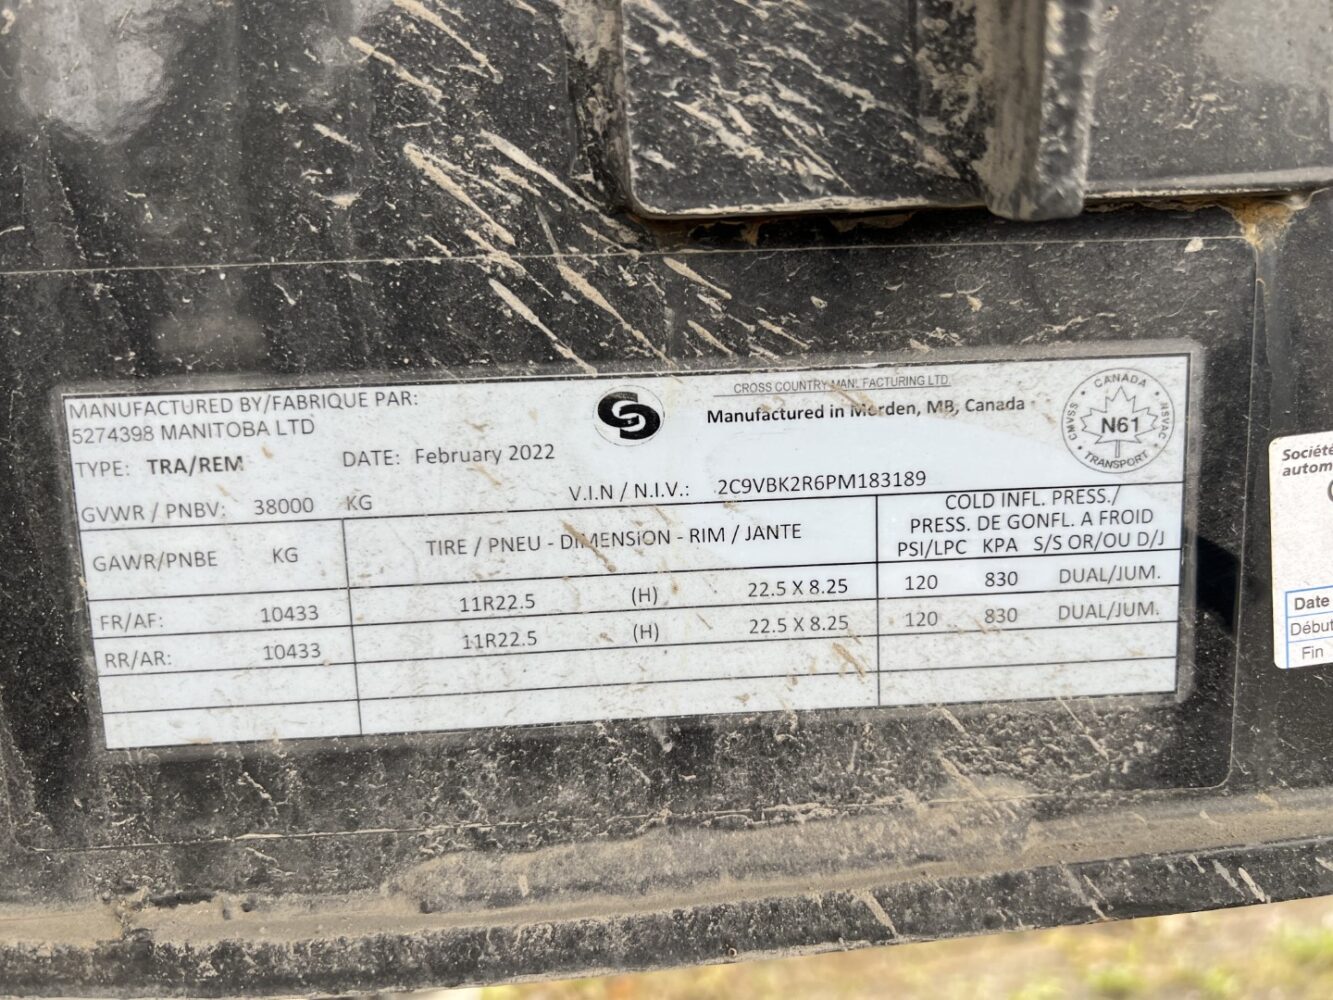 MANUFACTURED BY/FABRIQUE PAR:
5274398 MANITOBA LTD
CROSS COUNTRY MANUFACTURING LTD.
Manufactured in Morden, MB, Canada
CANADA
CMVSS
NSVAC
N61
TRANSPORT
TYPE: TRA/REM
DATE: February 2022
GVWR / PNBV: 38000 KG
V.I.N / N.I.V.: 2C9VBK2R6PM183189
GAWR/PNBE KG
TIRE / PNEU - DIMENSION - RIM / JANTE
COLD INFL. PRESS./
PRESS. DE GONFL. A FROID
PSI/LPC KPA S/S OR/OU D/J
FR/AF: 10433 11R22.5 (H) 22.5 X 8.25 120 830 DUAL/JUM.
RR/AR: 10433 11R22.5 (H) 22.5 X 8.25 120 830 DUAL/JUM.
Société
autom
Date
Début
Fin